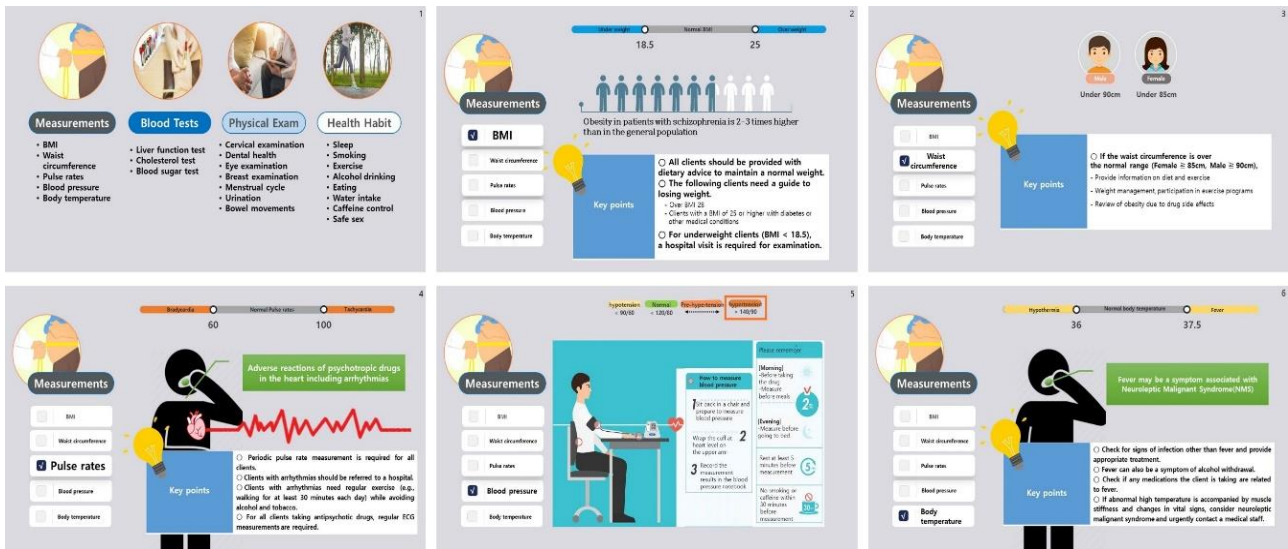 1
Measurements
• BMI
• Waist
circumference
• Pulse rates
• Blood pressure
• Body temperature
Blood Tests
• Liver function test
• Cholesterol test
• Blood sugar test
Physical Exam
• Cervical examination
• Dental health
• Eye examination
• Breast examination
• Menstrual cycle
• Urination
• Bowel movements
Health Habit
• Sleep
• Smoking
• Exercise
• Alcohol drinking
• Eating
• Water intake
• Caffeine control
• Safe sex
2
Under weight Normal BMI Over weight
18.5 25
Obesity in patients with schizophrenia is 2-3 times higher
than in the general population
Measurements
BMI
Waist circumference
Pulse rates
Blood pressure
Body temperature
Key points
○ All clients should be provided with
dietary advice to maintain a normal weight.
○ The following clients need a guide to
losing weight.
- Over BMI 28
- Clients with a BMI of 25 or higher with diabetes or
other medical conditions
○ For underweight clients (BMI < 18.5),
a hospital visit is required for examination.
3
Male Female
Under 90cm Under 85cm
Measurements
BMI
Waist
circumference
Pulse rates
Blood pressure
Body temperature
Key points
○ If the waist circumference is over
the normal range (Female ≧ 85cm, Male ≧ 90cm),
- Provide information on diet and exercise
- Weight management, participation in exercise programs
- Review of obesity due to drug side effects
4
Bradycardia Normal Pulse rates Tachycardia
60 100
Adverse reactions of psychotropic drugs
in the heart including arrhythmias
Measurements
BMI
Waist circumference
Pulse rates
Blood pressure
Body temperature
Key points
○ Periodic pulse rate measurement is required for all
clients.
○ Clients with arrhythmias should be referred to a hospital.
○ Clients with arrhythmias need regular exercise (e.g.,
walking for at least 30 minutes each day) while avoiding
alcohol and tobacco.
○ For all clients taking antipsychotic drugs, regular ECG
measurements are required.
5
hypotension Normal Pre-hypertension hypertension
< 90/60 < 120/80 > 140/90
Measurements
BMI
Waist circumference
Pulse rates
Blood pressure
Body temperature
How to measure
blood pressure
1 Sit back in a chair and
prepare to measure
blood pressure
Wrap the cuff at 2
heart level on
the upper arm
3 Record the
measurement
results in the blood
pressure notebook
Please remember
[Morning]
-Before taking
the drug
-Measure
before meals
2
[Evening]
-Measure before
going to bed
Rest at least 5
minutes before
measurement
5
No smoking or
caffeine within
30 minutes
before
measurement
30
6
Hypothermia Normal body temperature Fever
36 37.5
Fever may be a symptom associated with
Neuroleptic Malignant Syndrome(NMS)
Measurements
BMI
Waist circumference
Pulse rates
Blood pressure
Body
temperature
Key points
○ Check for signs of infection other than fever and provide
appropriate treatment.
○ Fever can also be a symptom of alcohol withdrawal.
○ Check if any medications the client is taking are related
to fever.
○ If abnormal high temperature is accompanied by muscle
stiffness and changes in vital signs, consider neuroleptic
malignant syndrome and urgently contact a medical staff.